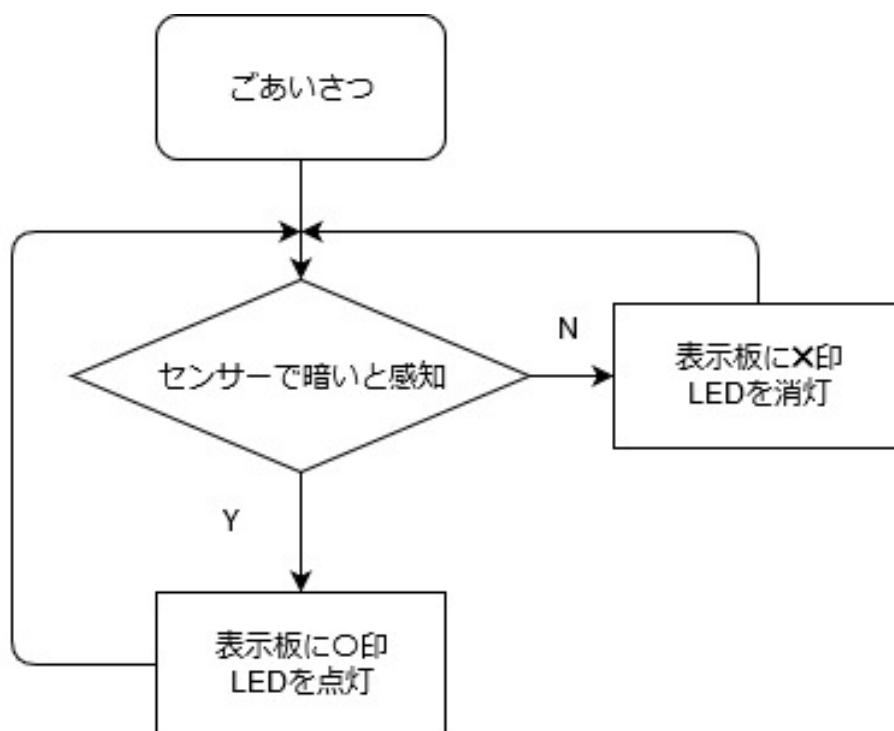 ごあいさつ
センサーで暗いと感知
N
表示板に✕印
LEDを消灯
Y
表示板に〇印
LEDを点灯